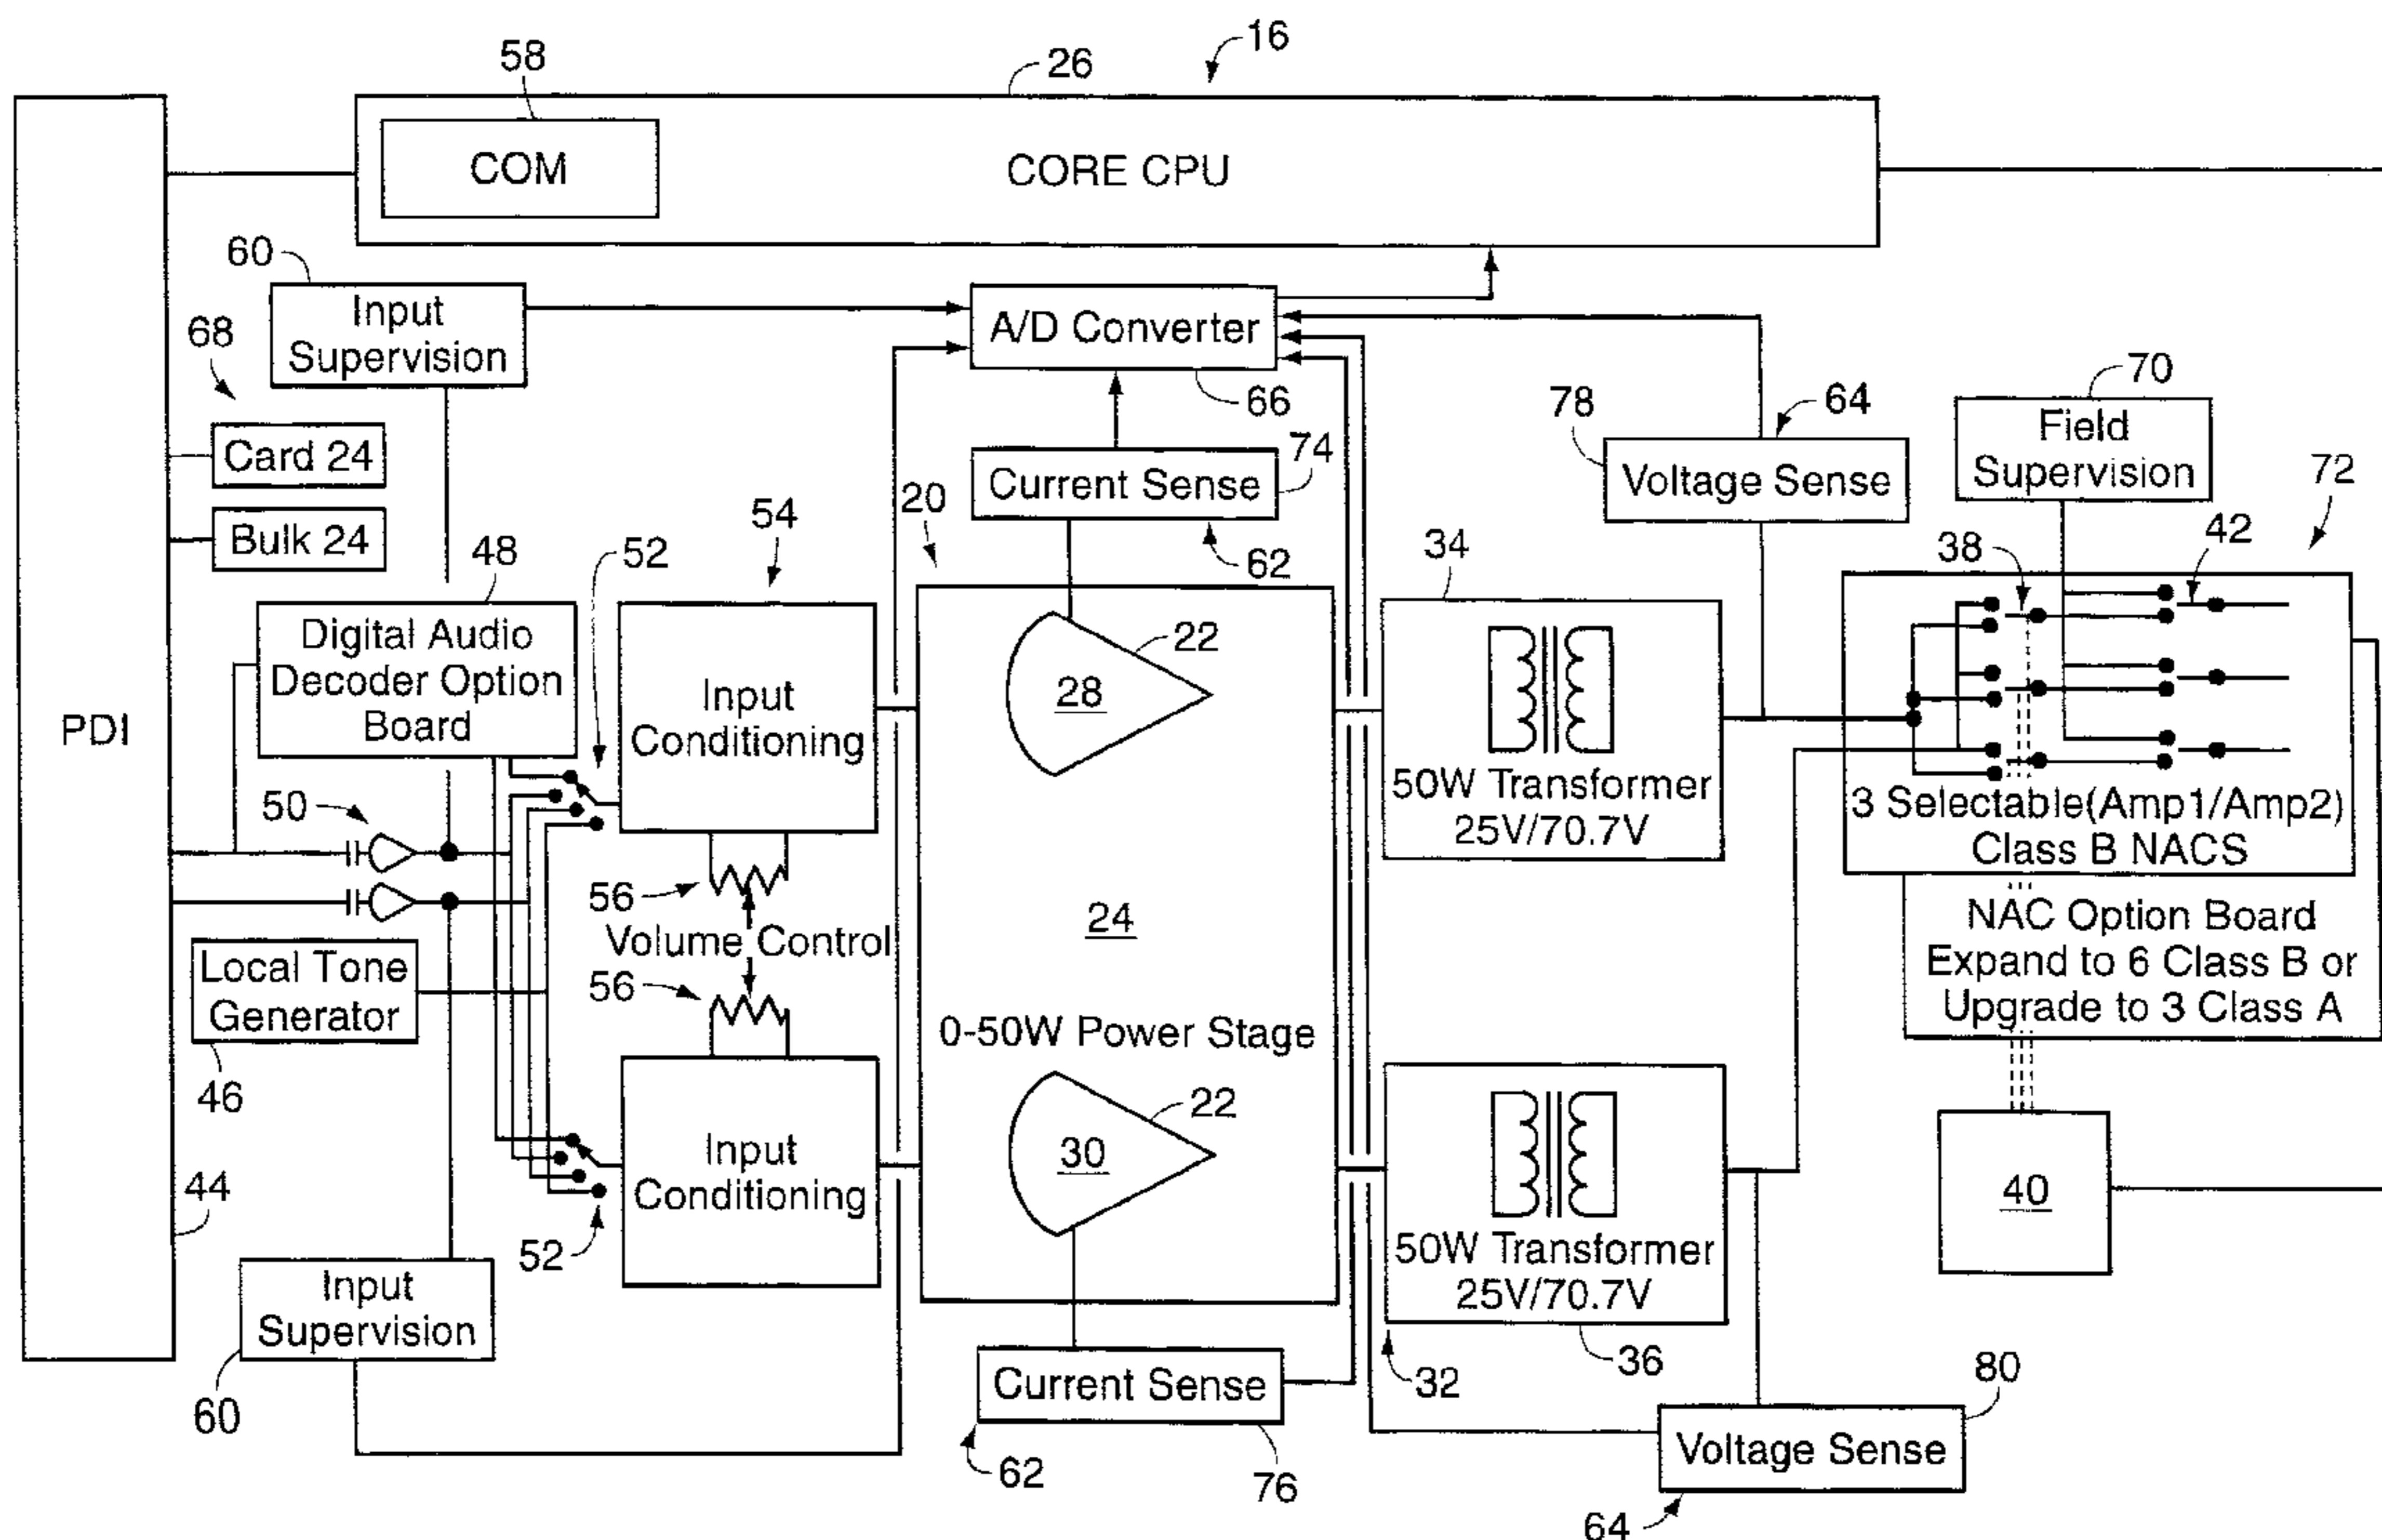 16
58
26
COM
CORE CPU
60
Input
Supervision
A/D Converter
66
68
Card 24
Bulk 24
Current Sense
74
62
20
78
64
Voltage Sense
70
Field
Supervision
72
38
42
PDI
48
Digital Audio
Decoder Option
Board
52
54
Input
Conditioning
22
28
34
50W Transformer
25V/70.7V
3 Selectable(Amp1/Amp2)
Class B NACS
50
56
Volume Control
56
24
0-50W Power Stage
NAC Option Board
Expand to 6 Class B or
Upgrade to 3 Class A
Local Tone
Generator
46
44
52
Input
Conditioning
22
30
50W Transformer
25V/70.7V
36
32
40
Input
Supervision
60
Current Sense
62
76
80
Voltage Sense
64